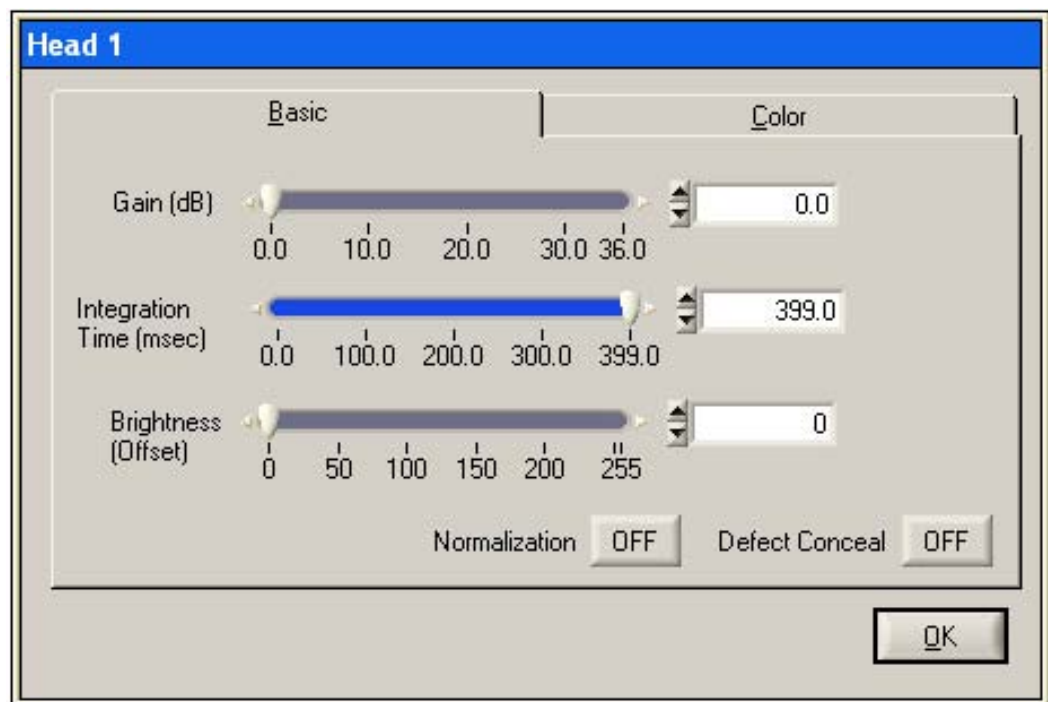 Head 1
Basic Color
Gain (dB) 0.0
0.0 10.0 20.0 30.0 36.0
Integration
Time (msec) 399.0
0.0 100.0 200.0 300.0 399.0
Brightness
(Offset) 0
0 50 100 150 200 255
Normalization OFF Defect Conceal OFF
OK